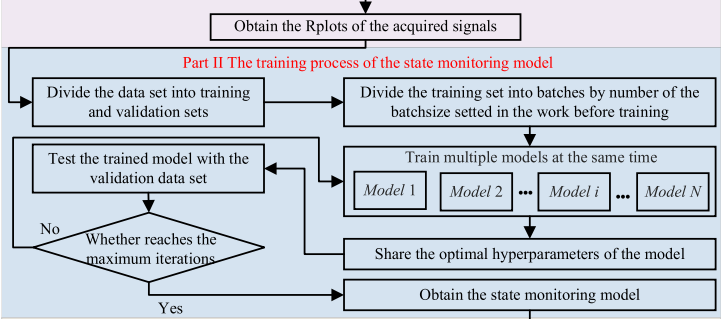 Obtain the Rplots of the acquired signals
Part II The training process of the state monitoring model
Divide the data set into training
and validation sets
Divide the training set into batches by number of the
batchsize setted in the work before training
Train multiple models at the same time
Model 1
Model 2
...
Model i
...
Model N
Test the trained model with the
validation data set
No
Whether reaches the
maximum iterations
Share the optimal hyperparameters of the model
Yes
Obtain the state monitoring model